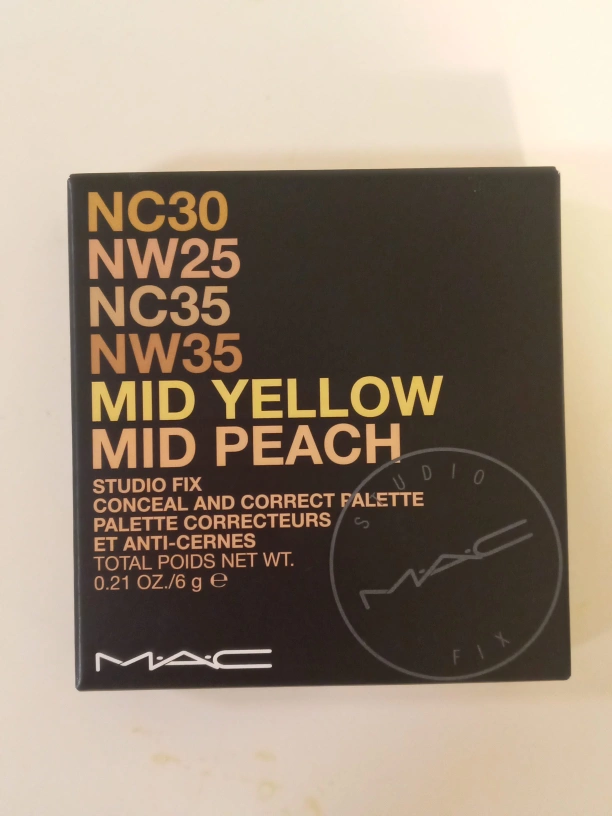 NC30
NW25
NC35
NW35
MID YELLOW
MID PEACH
STUDIO FIX
CONCEAL AND CORRECT PALETTE
PALETTE CORRECTEURS
ET ANTI-CERNES
TOTAL POIDS NET WT.
0.21 OZ./6 g ℮
STUDIO
M·A·C
FIX
M·A·C